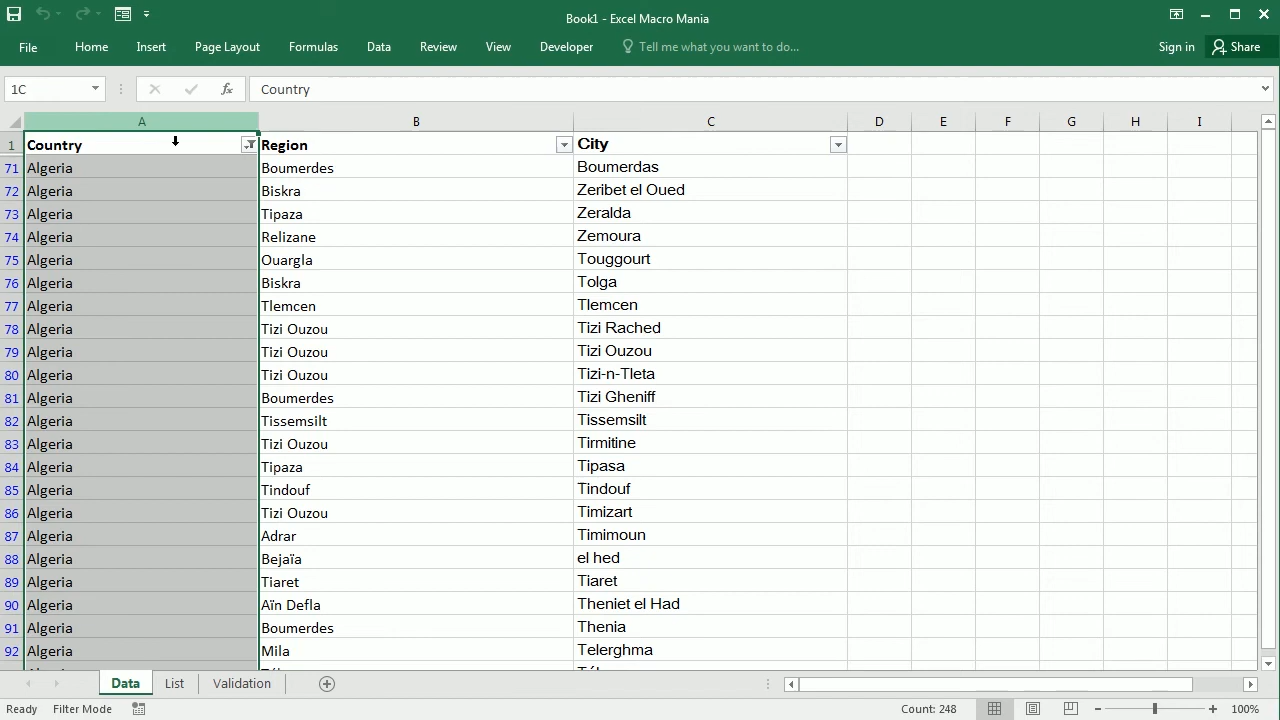 Book1 - Excel Macro Mania
File Home Insert Page Layout Formulas Data Review View Developer Tell me what you want to do... Sign in Share
1C fx Country
A B C D E F G H I
1 Country Region City
71 Algeria Boumerdes Boumerdas
72 Algeria Biskra Zeribet el Oued
73 Algeria Tipaza Zeralda
74 Algeria Relizane Zemoura
75 Algeria Ouargla Touggourt
76 Algeria Biskra Tolga
77 Algeria Tlemcen Tlemcen
78 Algeria Tizi Ouzou Tizi Rached
79 Algeria Tizi Ouzou Tizi Ouzou
80 Algeria Tizi Ouzou Tizi-n-Tleta
81 Algeria Boumerdes Tizi Gheniff
82 Algeria Tissemsilt Tissemsilt
83 Algeria Tizi Ouzou Tirmitine
84 Algeria Tipaza Tipasa
85 Algeria Tindouf Tindouf
86 Algeria Tizi Ouzou Timizart
87 Algeria Adrar Timimoun
88 Algeria Bejaïa el hed
89 Algeria Tiaret Tiaret
90 Algeria Aïn Defla Theniet el Had
91 Algeria Boumerdes Thenia
92 Algeria Mila Telerghma
Data List Validation
Ready Filter Mode Count: 248 100%